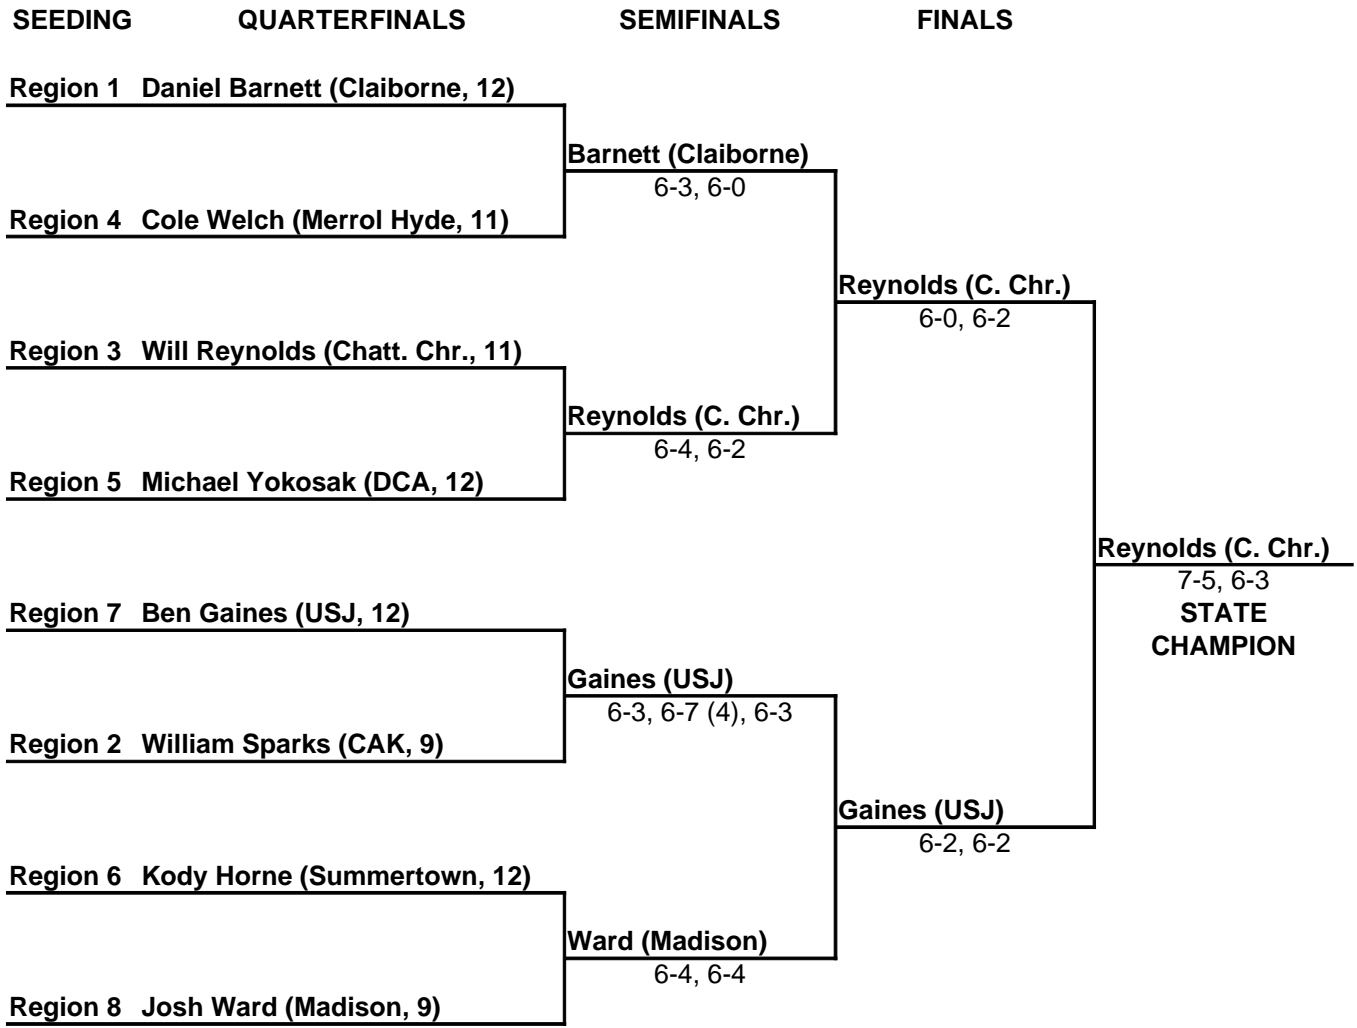 SEEDING QUARTERFINALS SEMIFINALS FINALS
Region 1 Daniel Barnett (Claiborne, 12)
Barnett (Claiborne)
6-3, 6-0
Region 4 Cole Welch (Merrol Hyde, 11)
Reynolds (C. Chr.)
6-0, 6-2
Region 3 Will Reynolds (Chatt. Chr., 11)
Reynolds (C. Chr.)
6-4, 6-2
Region 5 Michael Yokosak (DCA, 12)
Reynolds (C. Chr.)
7-5, 6-3
STATE
CHAMPION
Region 7 Ben Gaines (USJ, 12)
Gaines (USJ)
6-3, 6-7 (4), 6-3
Region 2 William Sparks (CAK, 9)
Gaines (USJ)
6-2, 6-2
Region 6 Kody Horne (Summertown, 12)
Ward (Madison)
6-4, 6-4
Region 8 Josh Ward (Madison, 9)